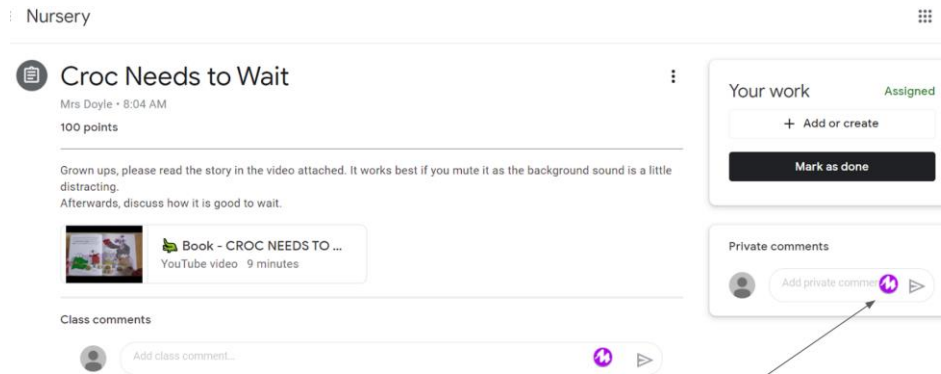 Nursery
Croc Needs to Wait
Mrs Doyle • 8:04 AM
100 points
Grown ups, please read the story in the video attached. It works best if you mute it as the background sound is a little
distracting.
Afterwards, discuss how it is good to wait.
Book - CROC NEEDS TO ...
YouTube video 9 minutes
Class comments
Add class comment...
Your work
Assigned
+ Add or create
Mark as done
Private comments
Add private comme